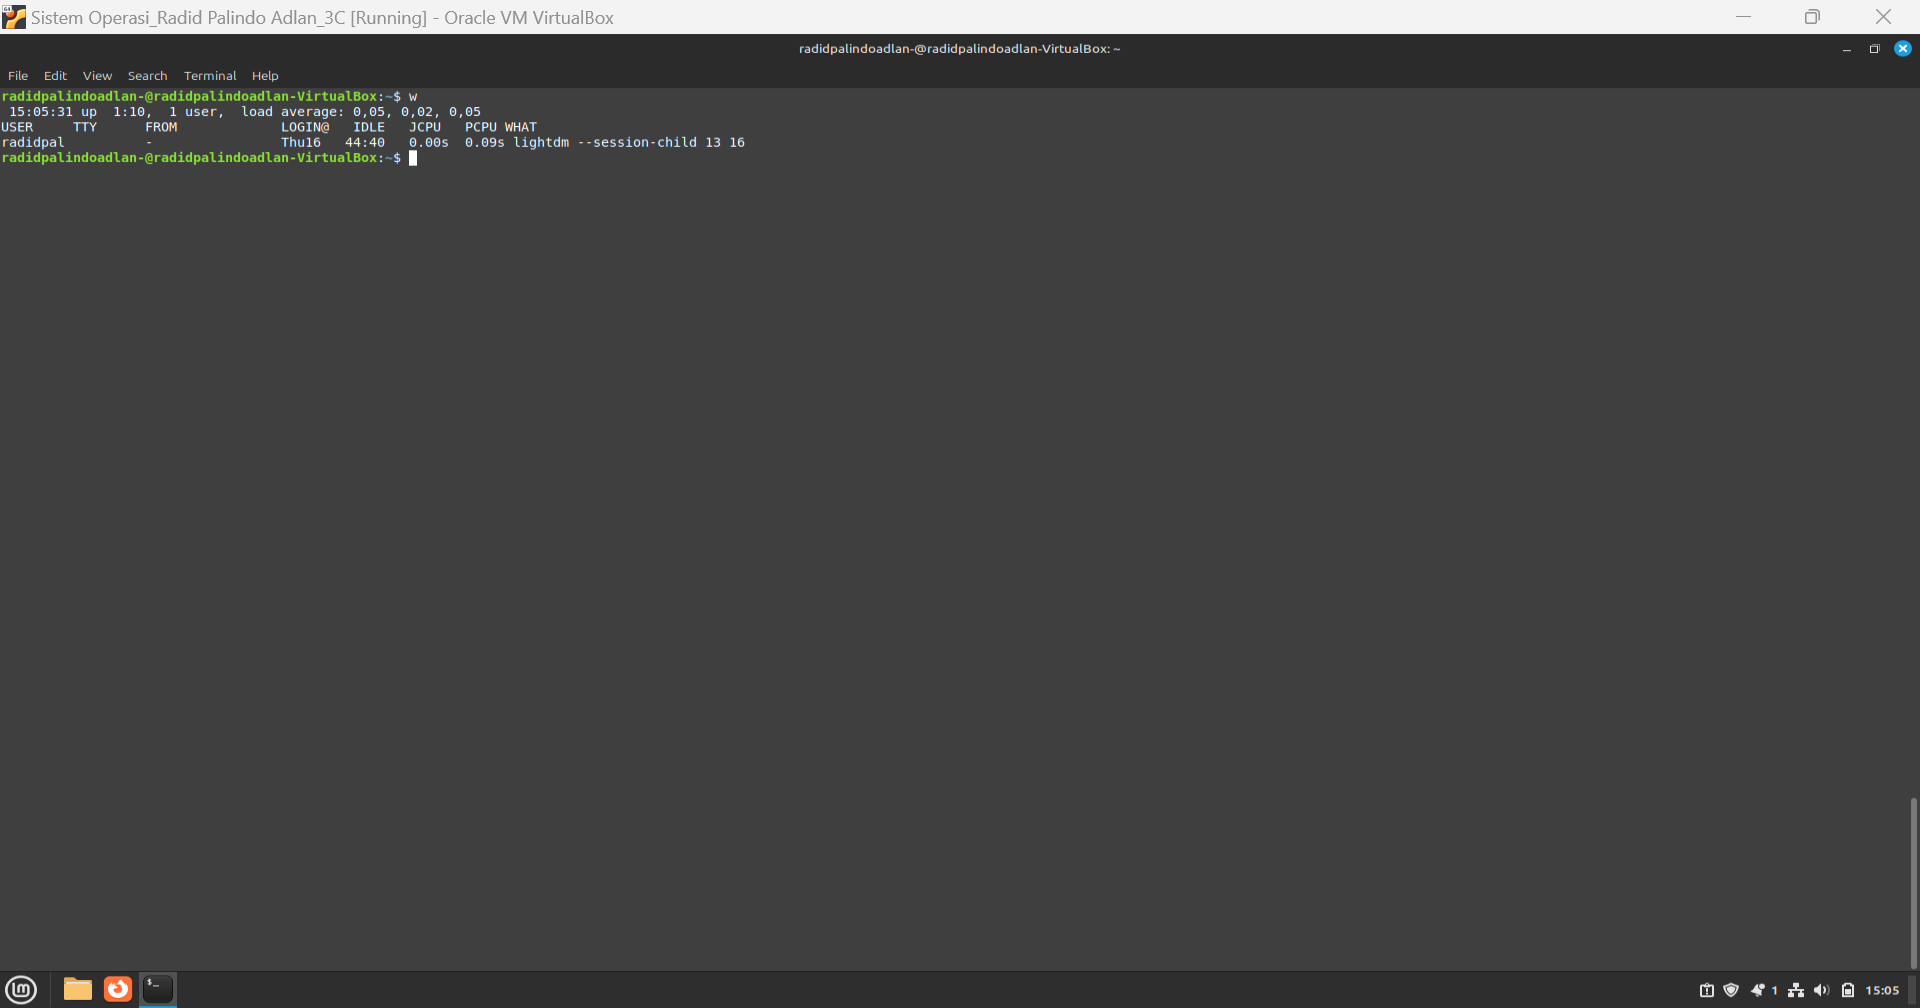 Sistem Operasi_Radid Palindo Adlan_3C [Running] - Oracle VM VirtualBox
radidpalindoadlan-@radidpalindoadlan-VirtualBox: ~
File Edit View Search Terminal Help
radidpalindoadlan-@radidpalindoadlan-VirtualBox:~$ w
 15:05:31 up  1:10,  1 user,  load average: 0,05, 0,02, 0,05
USER     TTY      FROM             LOGIN@   IDLE   JCPU   PCPU WHAT
radidpal          -                Thu16   44:40   0.00s  0.09s lightdm --session-child 13 16
radidpalindoadlan-@radidpalindoadlan-VirtualBox:~$
1 15:05